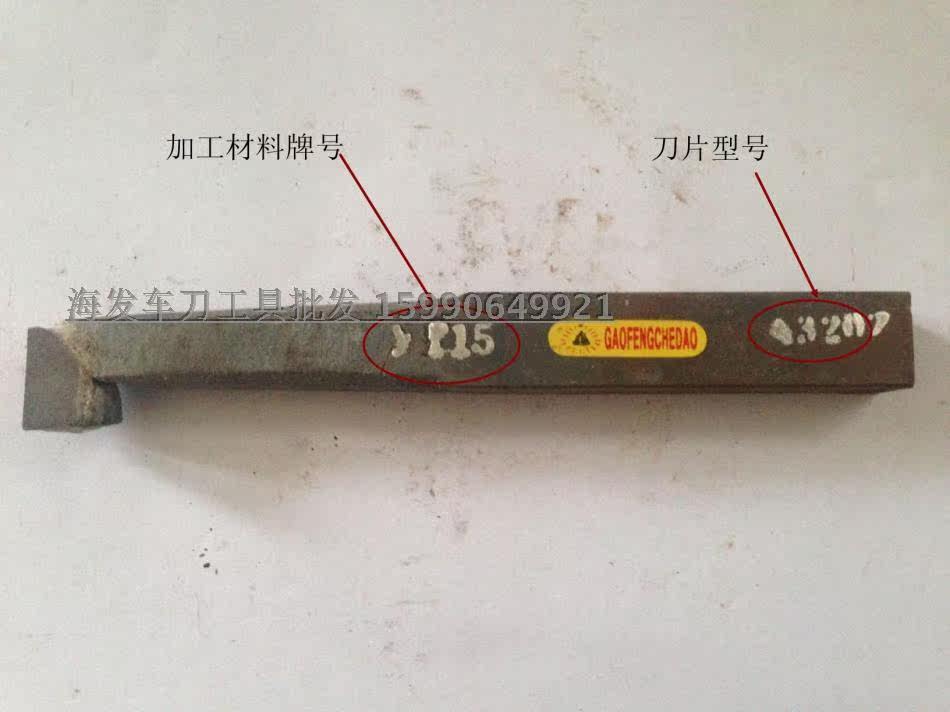 加工材料牌号
刀片型号
海发车刀工具批发 15990649921
YT15
GAOFENGCHEDAO